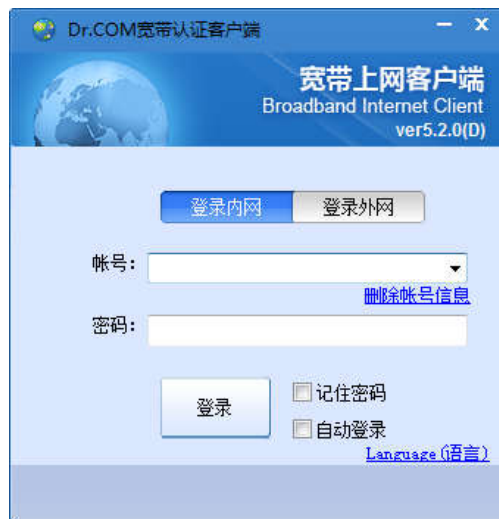 Dr.COM宽带认证客户端
宽带上网客户端
Broadband Internet Client
ver5.2.0(D)
登录内网 登录外网
帐号:
删除帐号信息
密码:
登录 记住密码
自动登录
Language(语言)